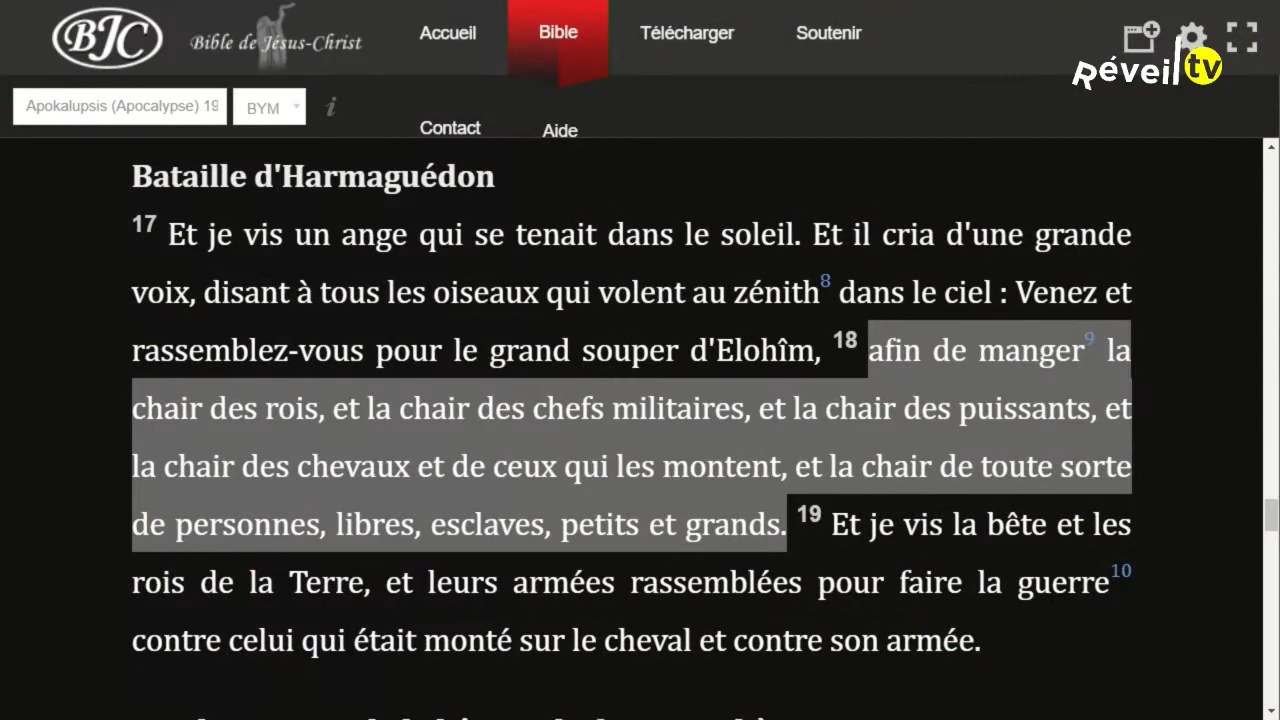 BJC Bible de Jésus-Christ Accueil Bible Télécharger Soutenir
Réveil tv
Apokalupsis (Apocalypse) 19 BYM i
Contact Aide
Bataille d'Harmaguédon
17 Et je vis un ange qui se tenait dans le soleil. Et il cria d'une grande
voix, disant à tous les oiseaux qui volent au zénith8 dans le ciel : Venez et
rassemblez-vous pour le grand souper d'Elohîm, 18 afin de manger9 la
chair des rois, et la chair des chefs militaires, et la chair des puissants, et
la chair des chevaux et de ceux qui les montent, et la chair de toute sorte
de personnes, libres, esclaves, petits et grands. 19 Et je vis la bête et les
rois de la Terre, et leurs armées rassemblées pour faire la guerre10
contre celui qui était monté sur le cheval et contre son armée.